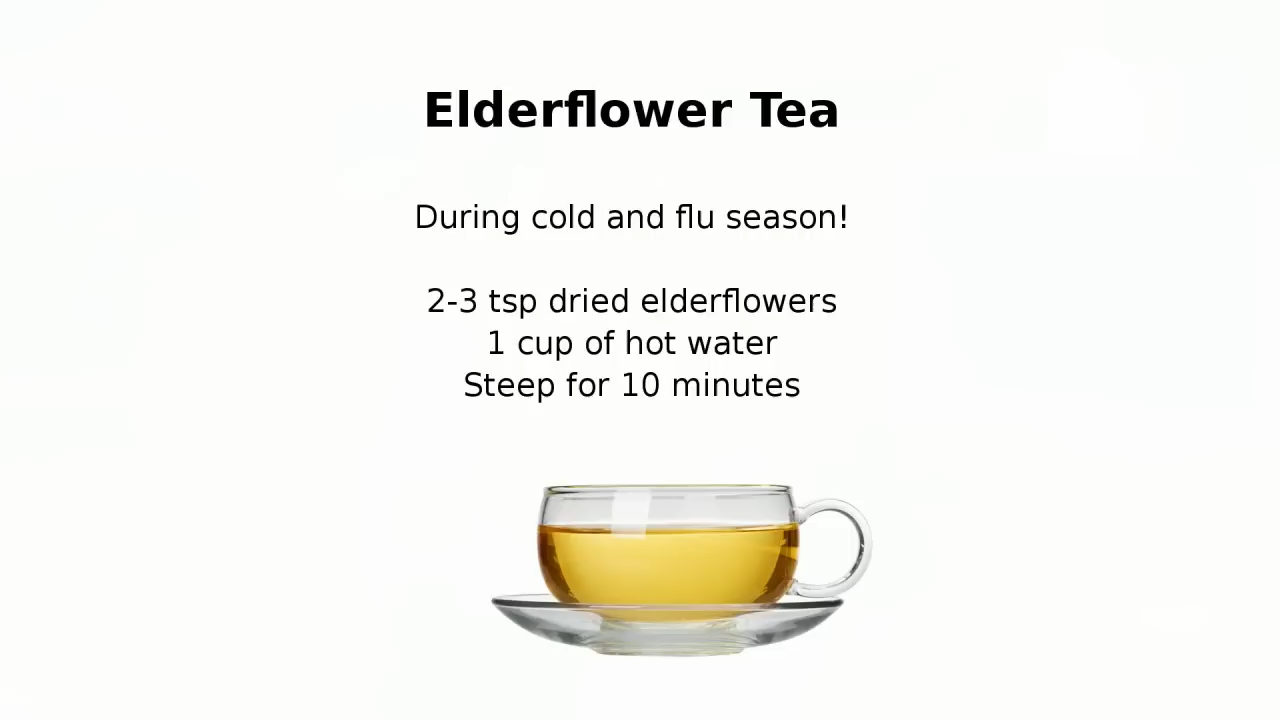 Elderflower Tea
During cold and flu season!
2-3 tsp dried elderflowers
1 cup of hot water
Steep for 10 minutes